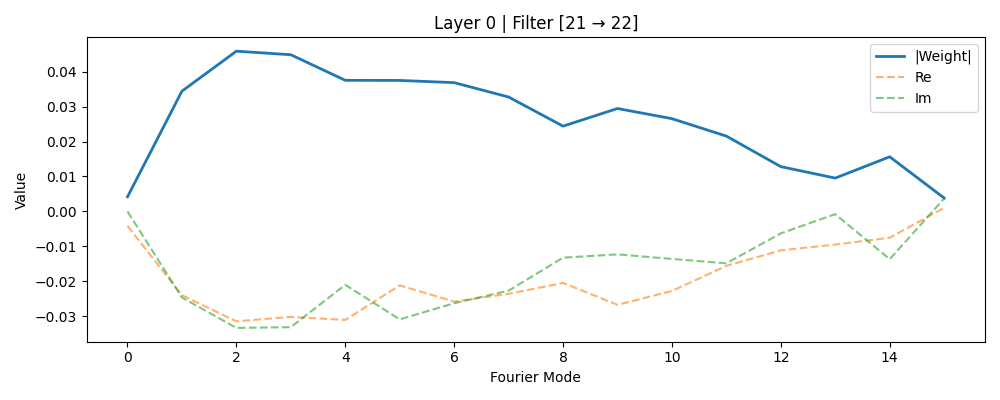 Layer 0 | Filter [21 → 22]
|Weight|
Re
Im
Value
0.04
0.03
0.02
0.01
0.00
−0.01
−0.02
−0.03
0 2 4 6 8 10 12 14
Fourier Mode